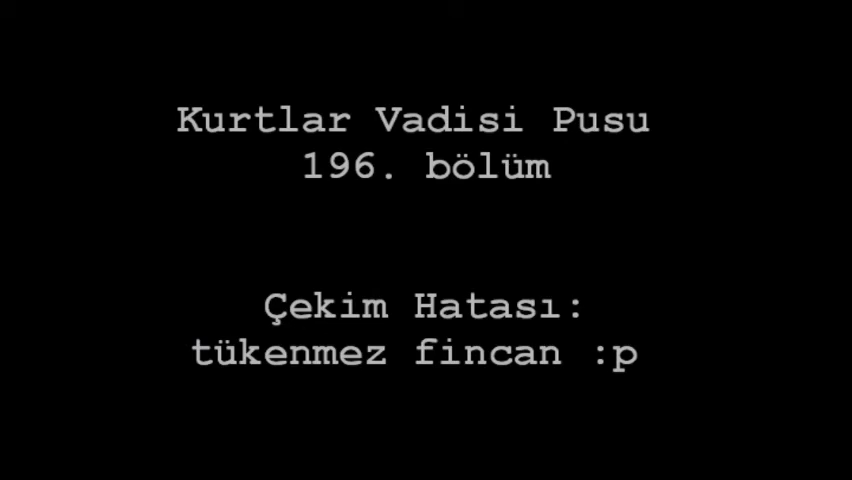 Kurtlar Vadisi Pusu
196. bölüm
Çekim Hatası:
tükenmez fincan :p